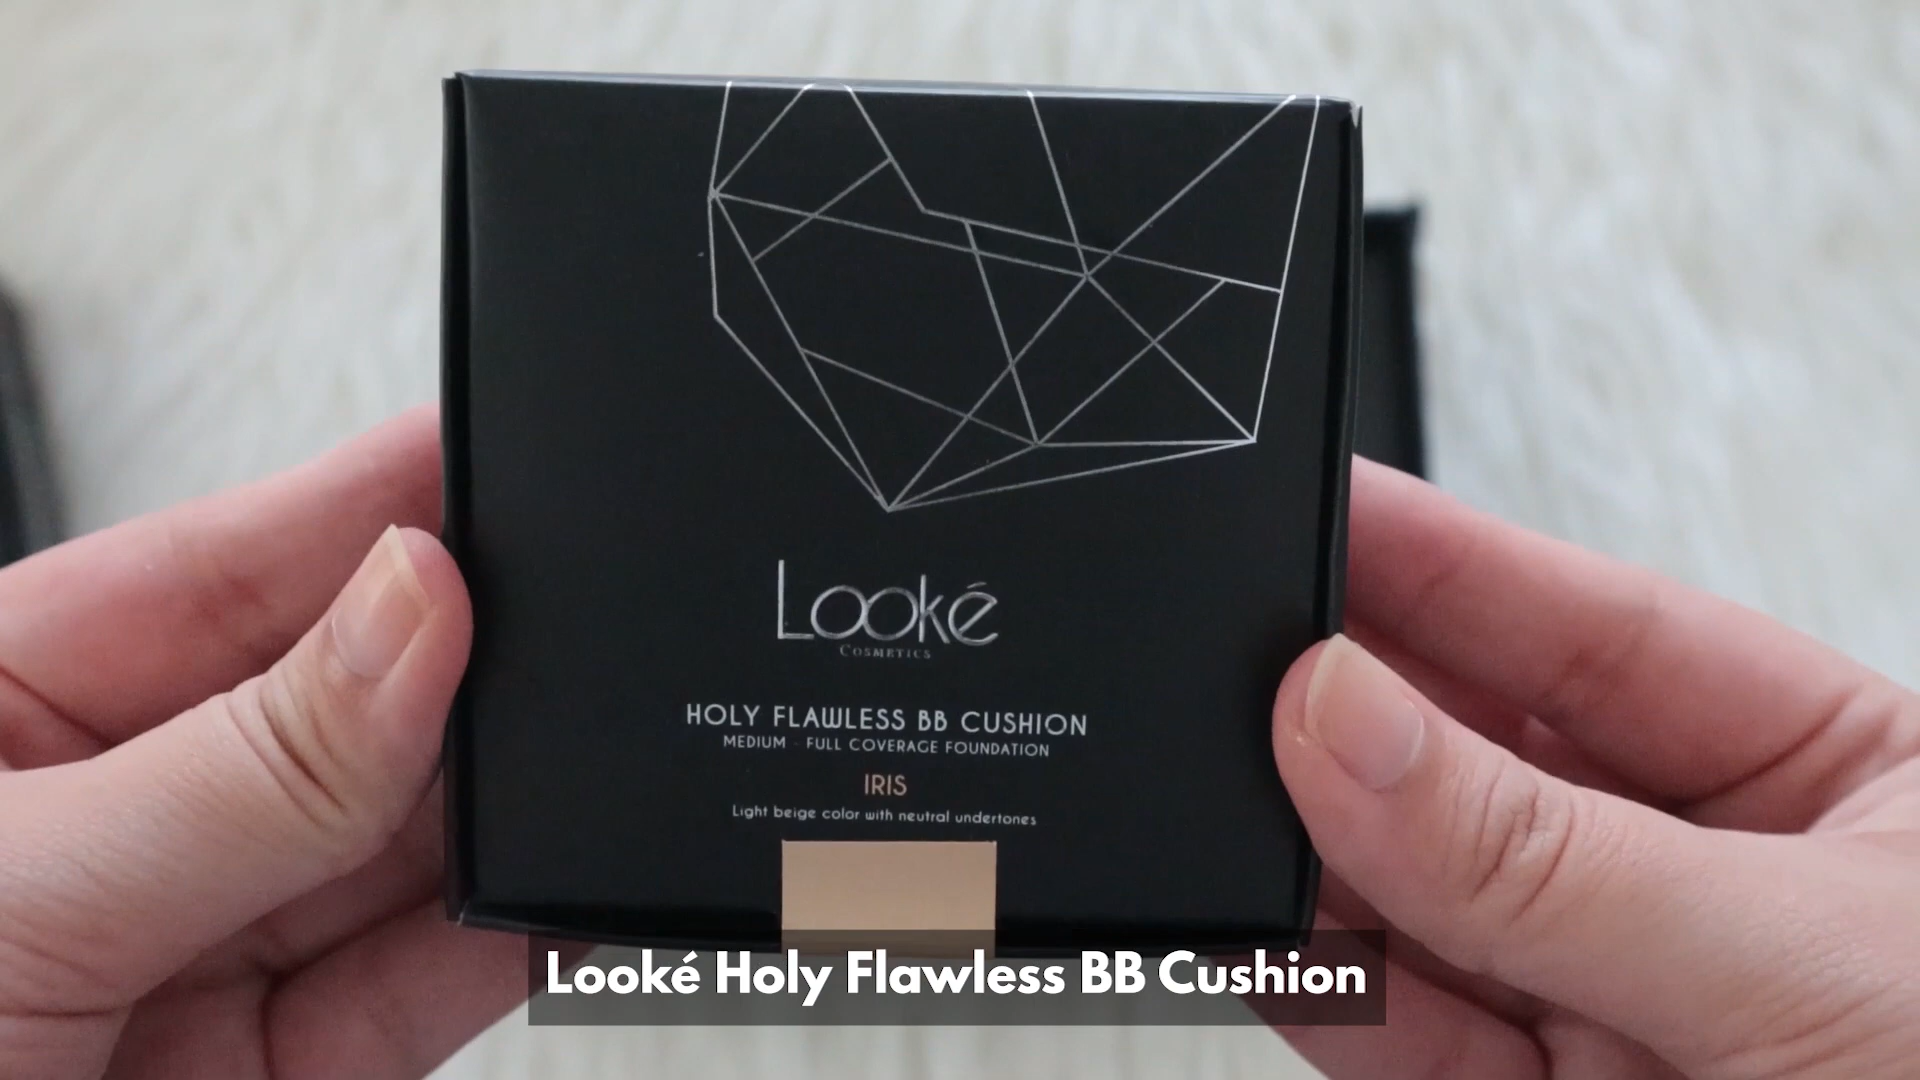 Looké
COSMETICS
HOLY FLAWLESS BB CUSHION
MEDIUM - FULL COVERAGE FOUNDATION
IRIS
Light beige color with neutral undertones
Looké Holy Flawless BB Cushion